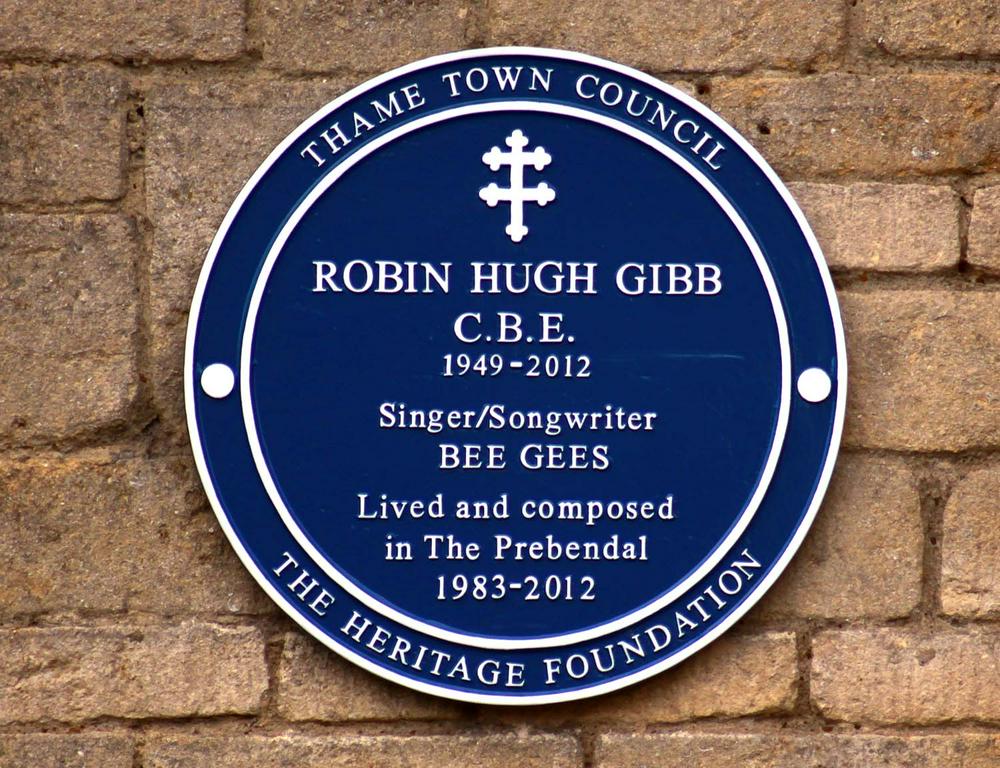 THAME TOWN COUNCIL
ROBIN HUGH GIBB
C.B.E.
1949-2012
Singer/Songwriter
BEE GEES
Lived and composed
in The Prebendal
1983-2012
THE HERITAGE FOUNDATION